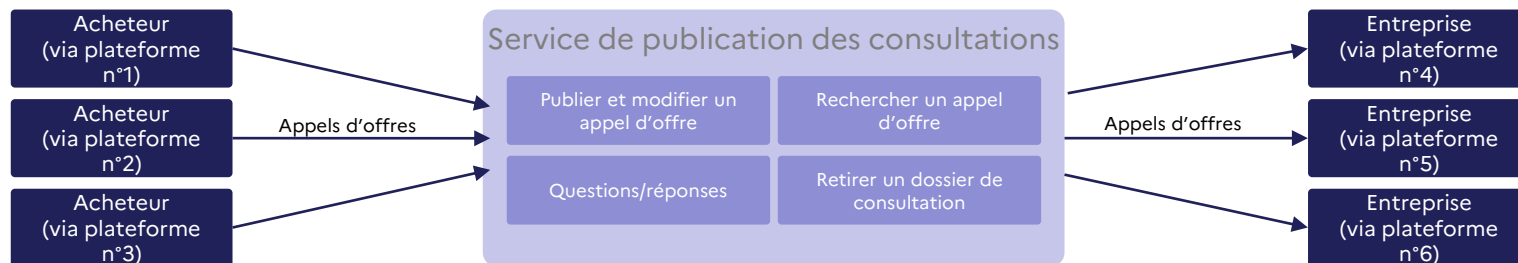 Acheteur
(via plateforme
n°1)
Acheteur
(via plateforme
n°2)
Acheteur
(via plateforme
n°3)
Appels d’offres
Service de publication des consultations
Publier et modifier un
appel d’offre
Rechercher un appel
d’offre
Questions/réponses
Retirer un dossier de
consultation
Appels d’offres
Entreprise
(via plateforme
n°4)
Entreprise
(via plateforme
n°5)
Entreprise
(via plateforme
n°6)